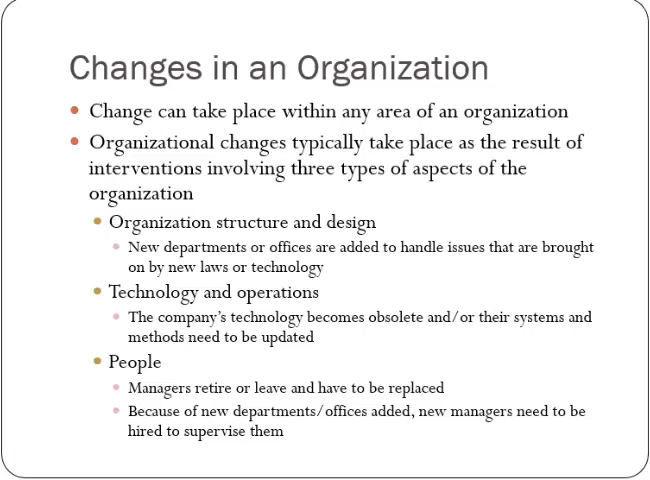 Changes in an Organization
Change can take place within any area of an organization
Organizational changes typically take place as the result of
interventions involving three types of aspects of the
organization
Organization structure and design
New departments or offices are added to handle issues that are brought
on by new laws or technology
Technology and operations
The company's technology becomes obsolete and/or their systems and
methods need to be updated
People
Managers retire or leave and have to be replaced
Because of new departments/offices added, new managers need to be
hired to supervise them